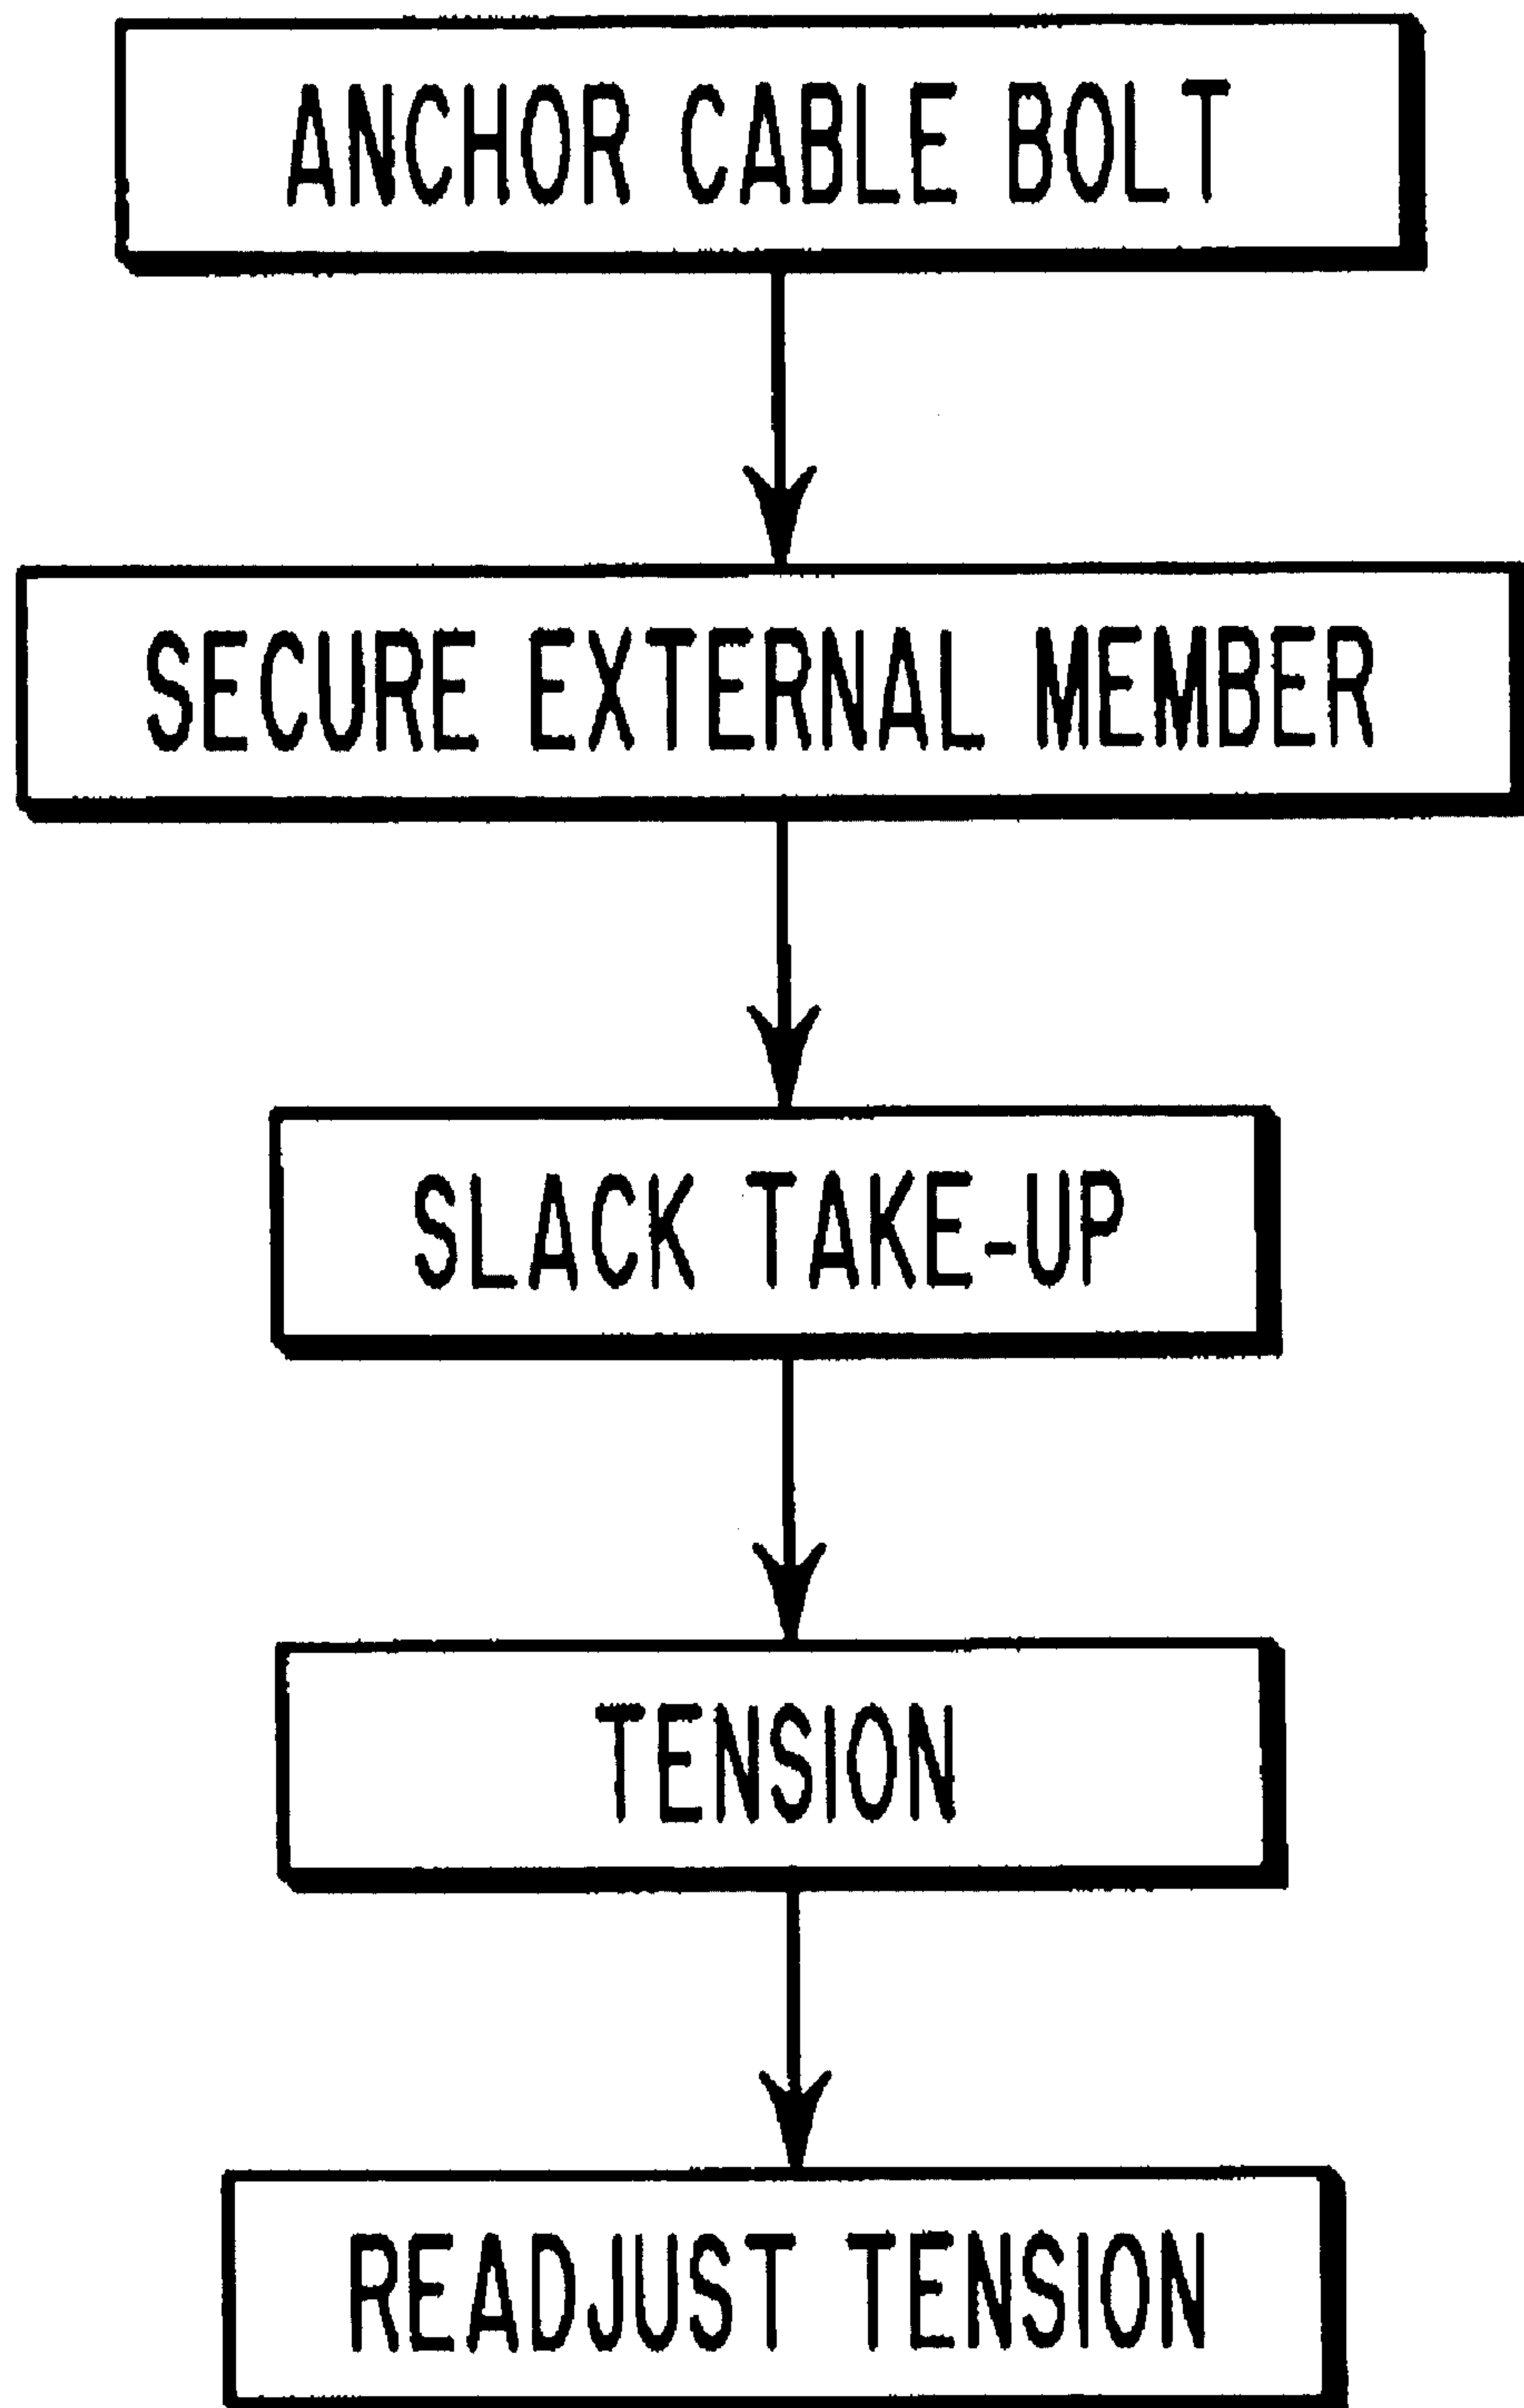 ANCHOR CABLE BOLT
SECURE EXTERNAL MEMBER
SLACK TAKE-UP
TENSION
READJUST TENSION